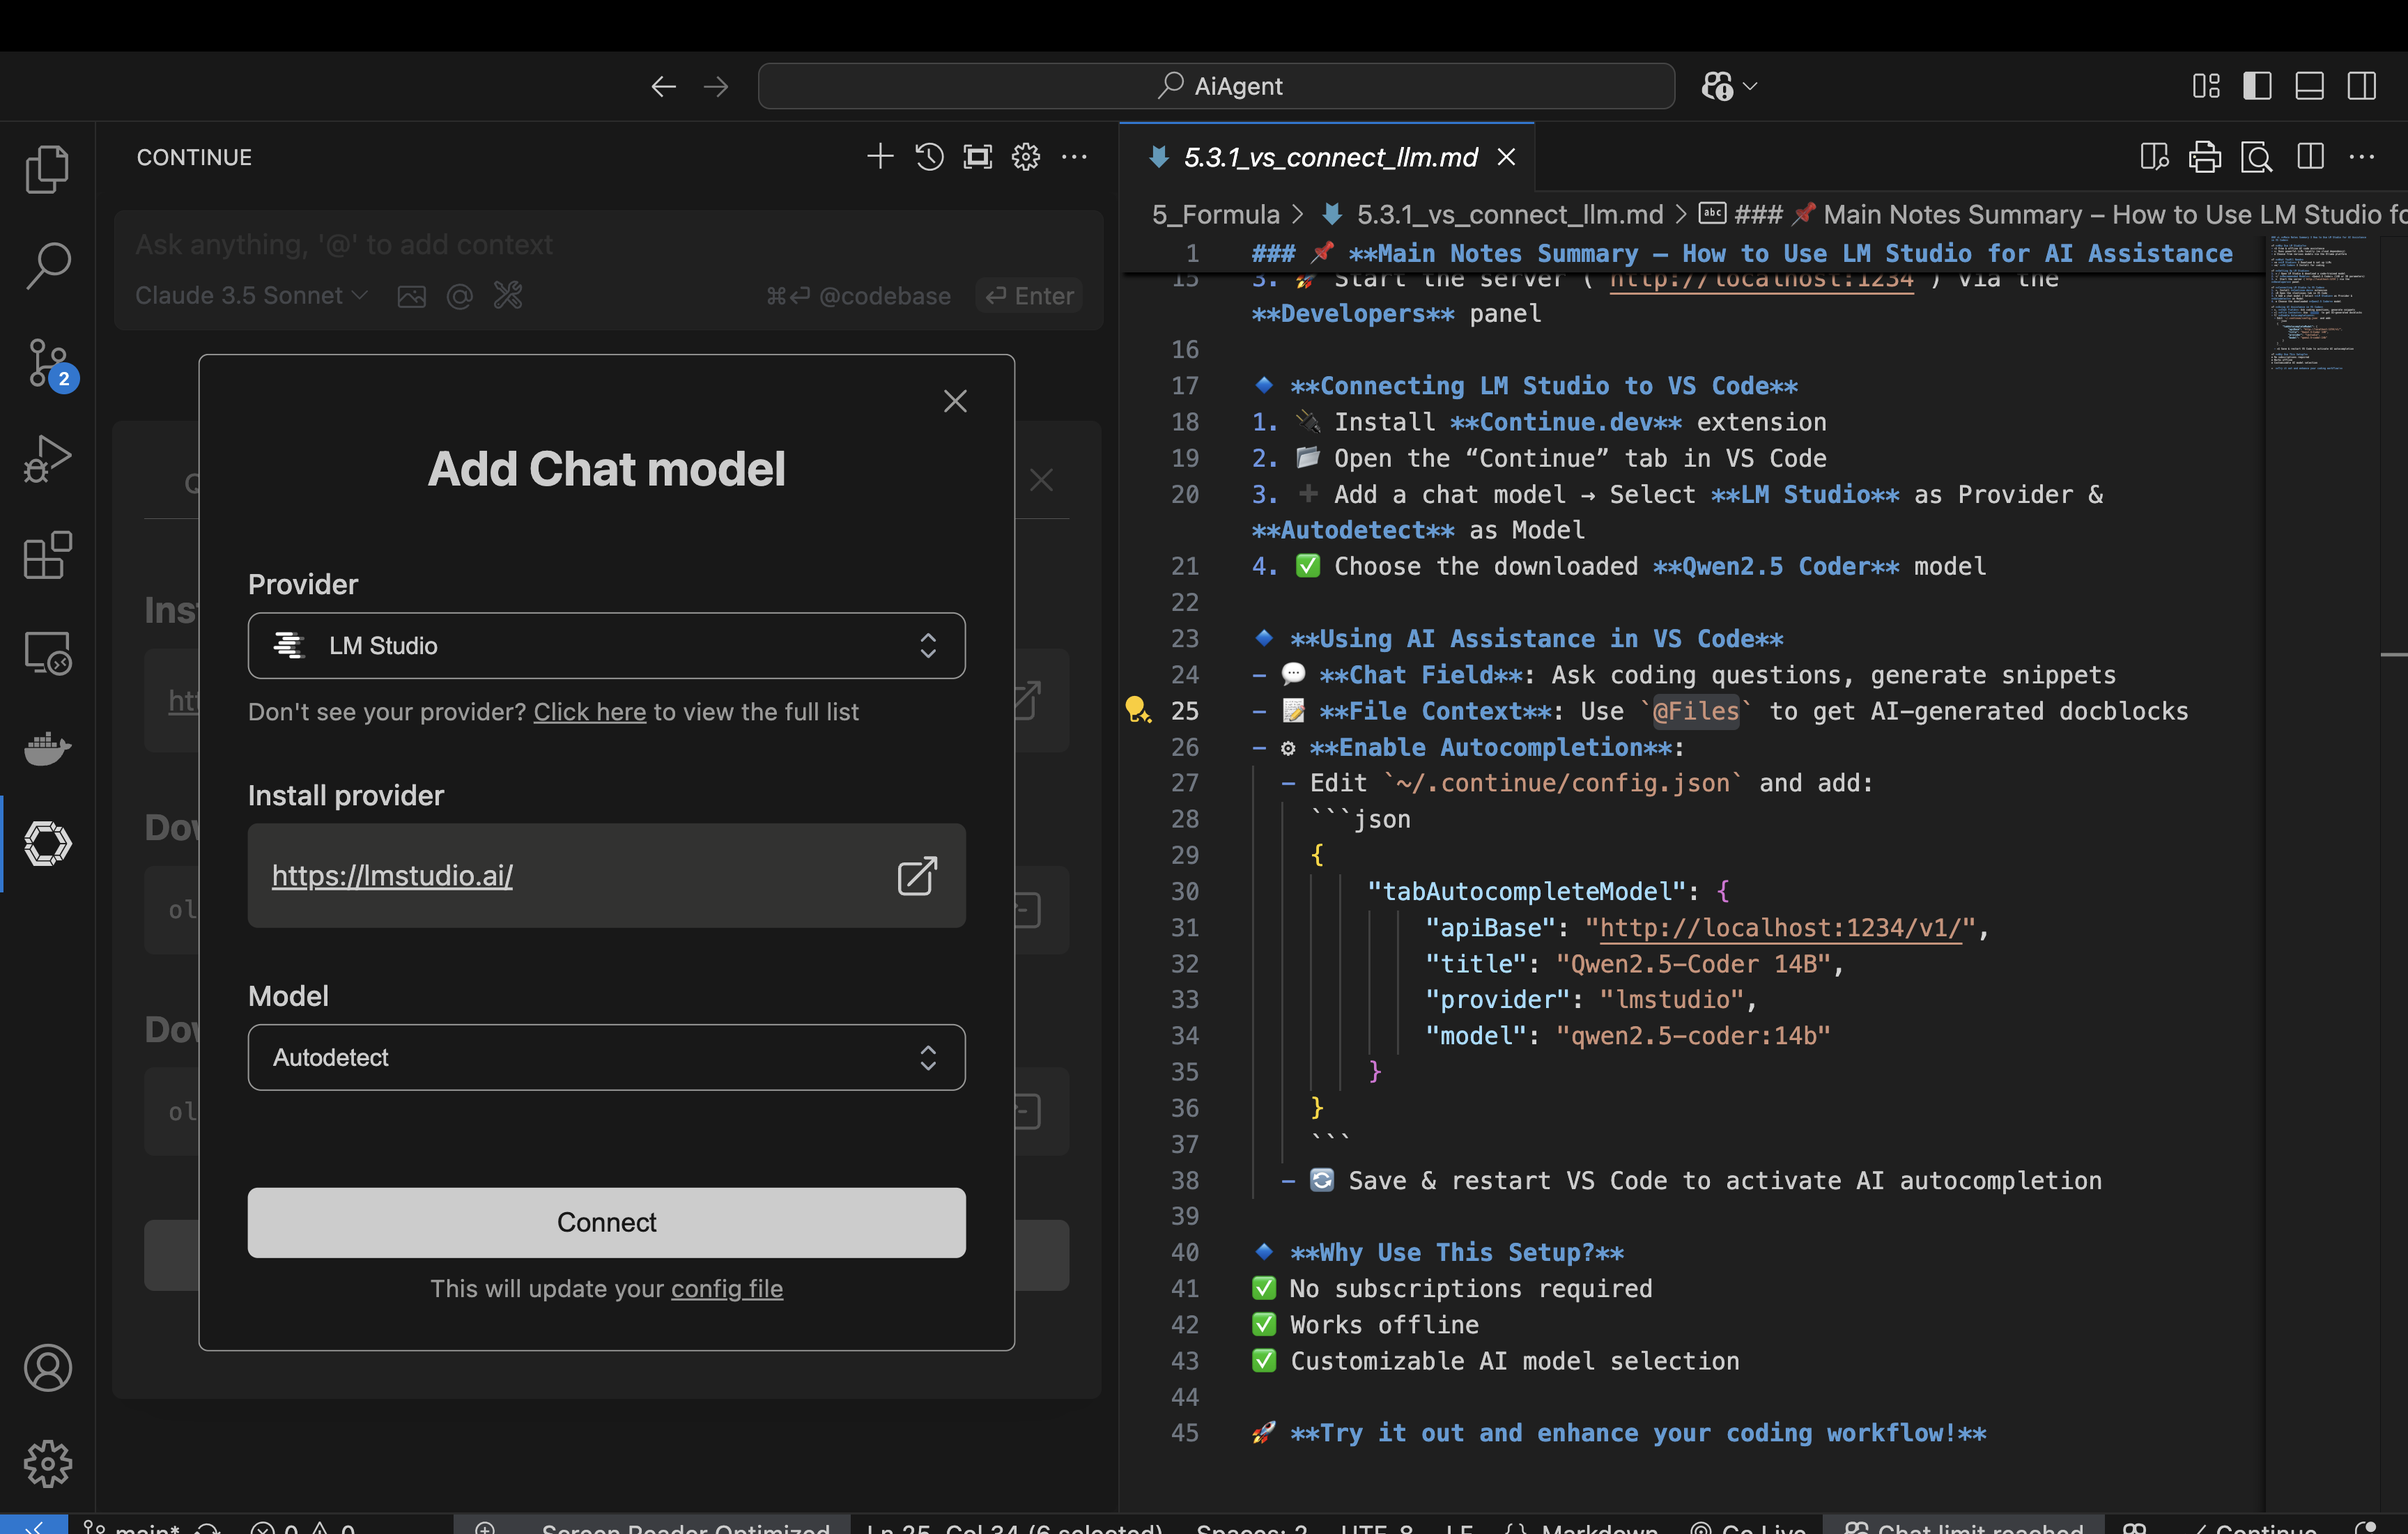 AiAgent
CONTINUE
Ask anything, '@' to add context
Claude 3.5 Sonnet
⌘⏎ @codebase
⏎ Enter
2
Add Chat model
Provider
LM Studio
Don't see your provider? Click here to view the full list
Install provider
https://lmstudio.ai/
Model
Autodetect
Connect
This will update your config file
5.3.1_vs_connect_llm.md
5_Formula > 5.3.1_vs_connect_llm.md > abc ### 📌 Main Notes Summary – How to Use LM Studio
1 ### 📌 **Main Notes Summary – How to Use LM Studio for AI Assistance
15 3. 🚀 Start the server (`http://localhost:1234`) via the
**Developers** panel
16
17 🔹 **Connecting LM Studio to VS Code**
18 1. 🔌 Install **Continue.dev** extension
19 2. 📂 Open the “Continue” tab in VS Code
20 3. ➕ Add a chat model → Select **LM Studio** as Provider &
**Autodetect** as Model
21 4. ✅ Choose the downloaded **Qwen2.5 Coder** model
22
23 🔹 **Using AI Assistance in VS Code**
24 - 💬 **Chat Field**: Ask coding questions, generate snippets
25 - 📝 **File Context**: Use `@Files` to get AI-generated docblocks
26 - ⚙ **Enable Autocompletion**:
27 - Edit `~/.continue/config.json` and add:
28 ```json
29 {
30 "tabAutocompleteModel": {
31 "apiBase": "http://localhost:1234/v1/",
32 "title": "Qwen2.5-Coder 14B",
33 "provider": "lmstudio",
34 "model": "qwen2.5-coder:14b"
35 }
36 }
37 ```
38 - 🔄 Save & restart VS Code to activate AI autocompletion
39
40 🔹 **Why Use This Setup?**
41 ✅ No subscriptions required
42 ✅ Works offline
43 ✅ Customizable AI model selection
44
45 🚀 **Try it out and enhance your coding workflow!**
main* 0 0 Screen Reader Optimized Ln 25, Col 34 (6 selected) Spaces: 2 UTF-8 LF {} Markdown Go Live Chat limit reached Continue